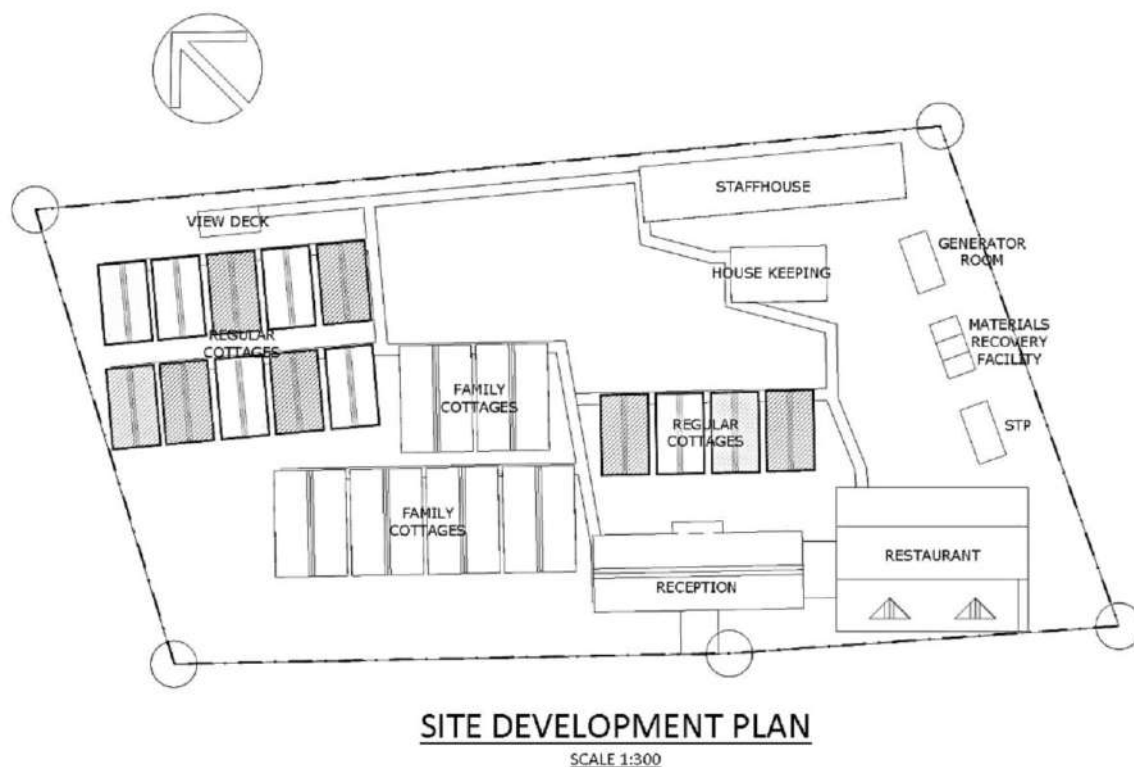 STAFFHOUSE
VIEW DECK
GENERATOR
ROOM
HOUSE KEEPING
MATERIALS
RECOVERY
FACILITY
REGULAR
COTTAGES
FAMILY
COTTAGES
REGULAR
COTTAGES
STP
FAMILY
COTTAGES
RESTAURANT
RECEPTION
SITE DEVELOPMENT PLAN
SCALE 1:300